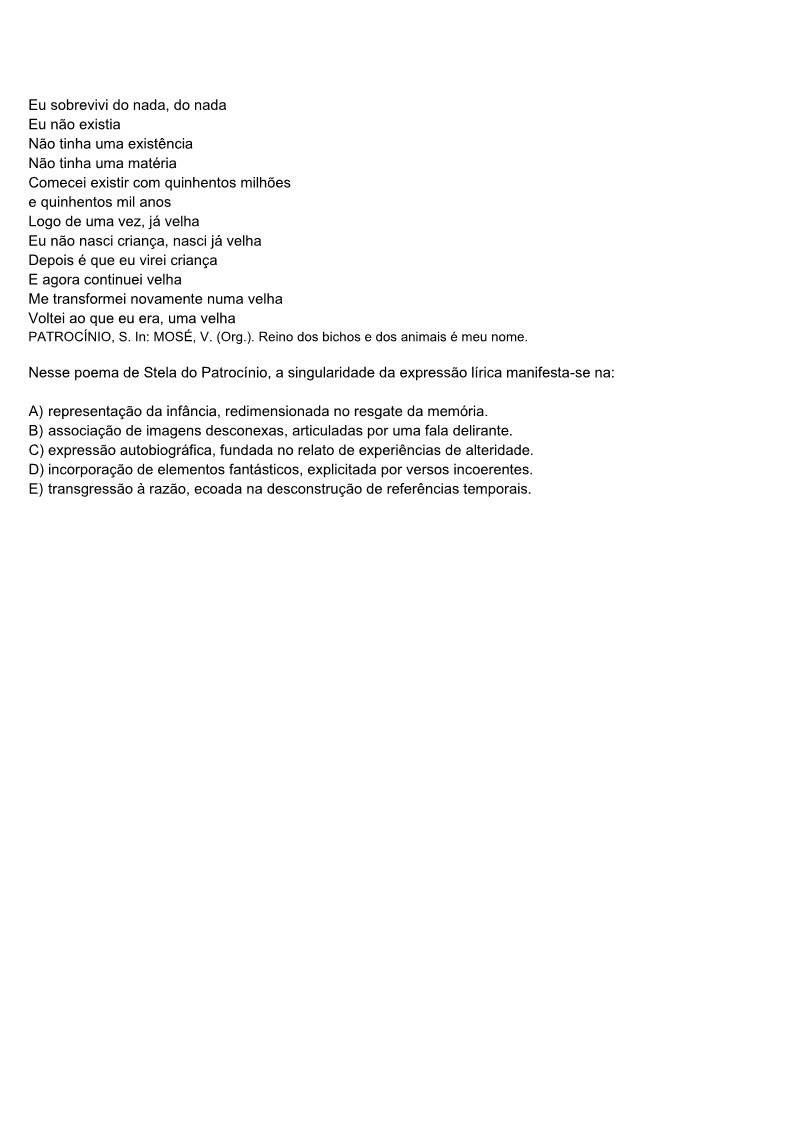 Eu sobrevivi do nada, do nada
Eu não existia
Não tinha uma existência
Não tinha uma matéria
Comecei existir com quinhentos milhões
e quinhentos mil anos
Logo de uma vez, já velha
Eu não nasci criança, nasci já velha
Depois é que eu virei criança
E agora continuei velha
Me transformei novamente numa velha
Voltei ao que eu era, uma velha
PATROCÍNIO, S. In: MOSÉ, V. (Org.). Reino dos bichos e dos animais é meu nome.
Nesse poema de Stela do Patrocínio, a singularidade da expressão lírica manifesta-se na:
A) representação da infância, redimensionada no resgate da memória.
B) associação de imagens desconexas, articuladas por uma fala delirante.
C) expressão autobiográfica, fundada no relato de experiências de alteridade.
D) incorporação de elementos fantásticos, explicitada por versos incoerentes.
E) transgressão à razão, ecoada na desconstrução de referências temporais.